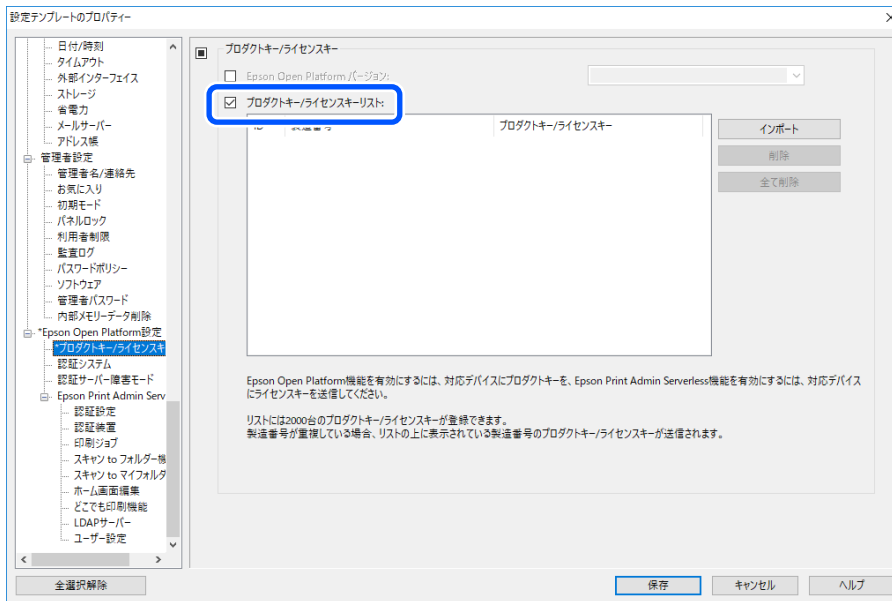 設定テンプレートのプロパティー
日付/時刻
タイムアウト
外部インターフェイス
ストレージ
省電力
メールサーバー
アドレス帳
管理者設定
管理者名/連絡先
お気に入り
初期モード
パネルロック
利用者制限
監査ログ
パスワードポリシー
ソフトウェア
管理者パスワード
内部メモリーデータ削除
*Epson Open Platform設定
*プロダクトキー/ライセンスキ
認証システム
認証サーバー障害モード
Epson Print Admin Serv
認証設定
認証装置
印刷ジョブ
スキャン to フォルダー機
スキャン to マイフォルダ
ホーム画面編集
どこでも印刷機能
LDAPサーバー
ユーザー設定
全選択解除
プロダクトキー/ライセンスキー
Epson Open Platform バージョン:
プロダクトキー/ライセンスキーリスト:
ID 製造番号 プロダクトキー/ライセンスキー
インポート
削除
全て削除
Epson Open Platform機能を有効にするには、対応デバイスにプロダクトキーを、Epson Print Admin Serverless機能を有効にするには、対応デバイス
にライセンスキーを送信してください。
リストには2000台のプロダクトキー/ライセンスキーが登録できます。
製造番号が重複している場合、リストの上に表示されている製造番号のプロダクトキー/ライセンスキーが送信されます。
保存 キャンセル ヘルプ